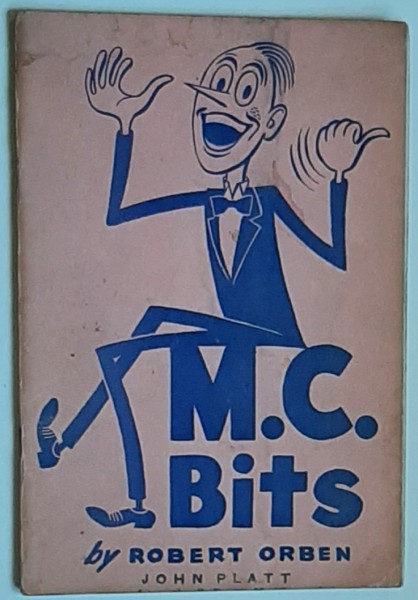 M.C.
Bits
by ROBERT ORBEN
JOHN PLATT